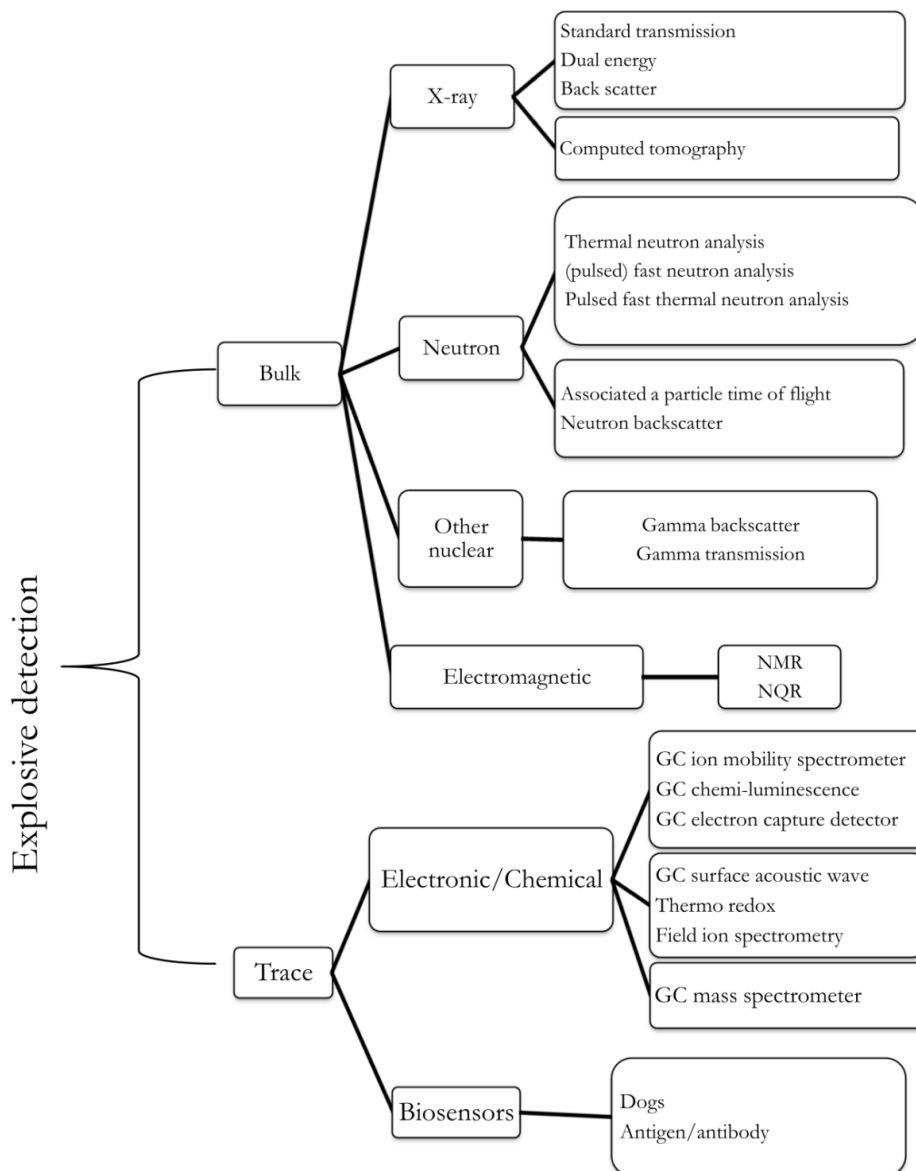 Explosive detection
Bulk
X-ray
Standard transmission
Dual energy
Back scatter
Computed tomography
Neutron
Thermal neutron analysis
(pulsed) fast neutron analysis
Pulsed fast thermal neutron analysis
Associated a particle time of flight
Neutron backscatter
Other
nuclear
Gamma backscatter
Gamma transmission
Electromagnetic
NMR
NQR
Trace
Electronic/Chemical
GC ion mobility spectrometer
GC chemi-luminescence
GC electron capture detector
GC surface acoustic wave
Thermo redox
Field ion spectrometry
GC mass spectrometer
Biosensors
Dogs
Antigen/antibody